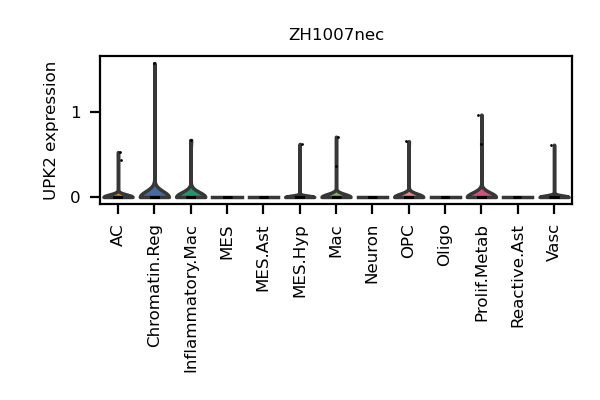 ZH1007nec
UPK2 expression
1
0
AC
Chromatin.Reg
Inflammatory.Mac
MES
MES.Ast
MES.Hyp
Mac
Neuron
OPC
Oligo
Prolif.Metab
Reactive.Ast
Vasc